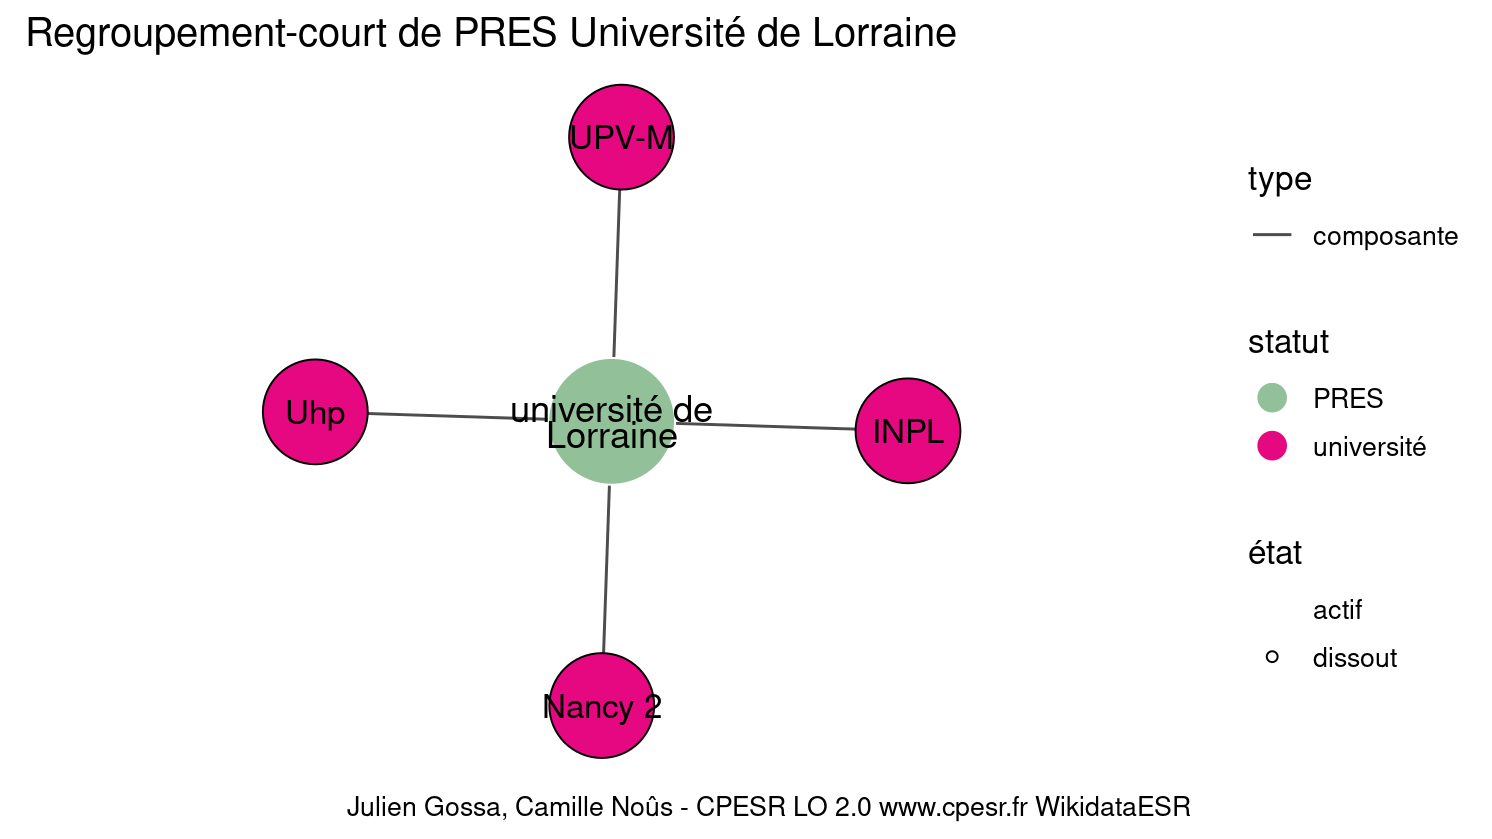 Regroupement-court de PRES Université de Lorraine
UPV-M
Uhp
université de
Lorraine
INPL
Nancy 2
type
composante
statut
PRES
université
état
actif
dissout
Julien Gossa, Camille Noûs - CPESR LO 2.0 www.cpesr.fr WikidataESR